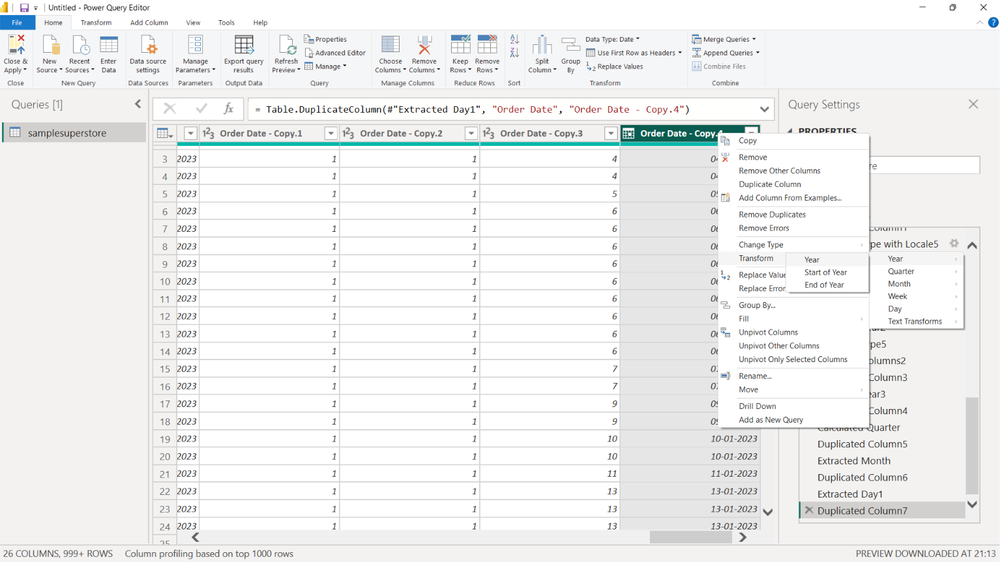 Untitled - Power Query Editor
File Home Transform Add Column View Tools Help
Close & Apply
Close
New Source
Recent Sources
Enter Data
New Query
Data source settings
Data Sources
Manage Parameters
Parameters
Export query results
Output Data
Refresh Preview
Properties
Advanced Editor
Manage
Query
Choose Columns
Remove Columns
Manage Columns
Keep Rows
Remove Rows
Reduce Rows
Sort
Split Column
Group By
Data Type: Date
Use First Row as Headers
Replace Values
Transform
Merge Queries
Append Queries
Combine Files
Combine
Queries [1]
samplesuperstore
fx
= Table.DuplicateColumn(#"Extracted Day1", "Order Date", "Order Date - Copy.4")
Order Date - Copy.1 Order Date - Copy.2 Order Date - Copy.3 Order Date - Copy.4
3 2023 1 1 4 04
4 2023 1 1 4 04
5 2023 1 1 5 05
6 2023 1 1 6 06
7 2023 1 1 6 06
8 2023 1 1 6 06
9 2023 1 1 6 06
10 2023 1 1 6 06
11 2023 1 1 6 06
12 2023 1 1 6 06
13 2023 1 1 6 06
14 2023 1 1 6 06
15 2023 1 1 7 07
16 2023 1 1 7 07
17 2023 1 1 9 09
18 2023 1 1 9 09
19 2023 1 1 10 10-01-2023
20 2023 1 1 10 10-01-2023
21 2023 1 1 11 11-01-2023
22 2023 1 1 13 13-01-2023
23 2023 1 1 13 13-01-2023
24 2023 1 1 13 13-01-2023
25
Copy
Remove
Remove Other Columns
Duplicate Column
Add Column From Examples...
Remove Duplicates
Remove Errors
Change Type
Transform
Replace Value
Replace Error
Group By...
Fill
Unpivot Columns
Unpivot Other Columns
Unpivot Only Selected Columns
Rename...
Move
Drill Down
Add as New Query
Year
Start of Year
End of Year
Year
Quarter
Month
Week
Day
Text Transforms
Query Settings
PROPERTIES
re
Column1
pe with Locale5
ear2
pe5
olumns2
Column3
ear3
Column4
Calculated Quarter
Duplicated Column5
Extracted Month
Duplicated Column6
Extracted Day1
Duplicated Column7
26 COLUMNS, 999+ ROWS Column profiling based on top 1000 rows
PREVIEW DOWNLOADED AT 21:13